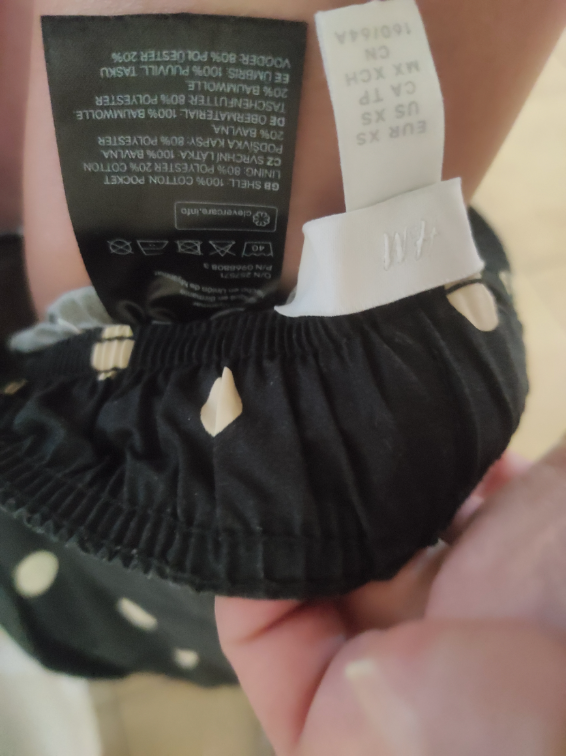 EUR XS
US XS
CA TP
MX XCH
CN
160/64A
H&M
40
clevercare.info
GB SHELL: 100% COTTON POCKET
LINING: 80% POLYESTER 20% COTTON
CZ SVRCHNÍ LÁTKA: 100% BAVLNA
PODŠÍVKA KAPSY: 80% POLYESTER
20% BAVLNA
DE OBERMATERIAL: 100% BAUMWOLLE
TASCHENFUTTER: 80% POLYESTER
20% BAUMWOLLE
EE ÜMBRIS: 100% PUUVILL TASKU
VOODER: 80% POLÜESTER 20%